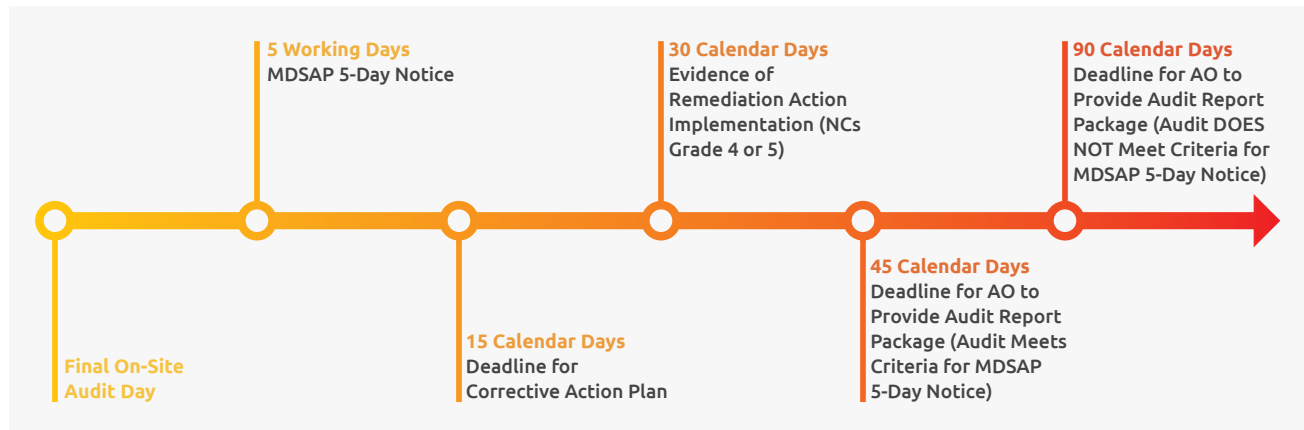 Final On-Site
Audit Day
5 Working Days
MDSAP 5-Day Notice
15 Calendar Days
Deadline for
Corrective Action Plan
30 Calendar Days
Evidence of
Remediation Action
Implementation (NCs
Grade 4 or 5)
45 Calendar Days
Deadline for AO to
Provide Audit Report
Package (Audit Meets
Criteria for MDSAP
5-Day Notice)
90 Calendar Days
Deadline for AO to
Provide Audit Report
Package (Audit DOES
NOT Meet Criteria for
MDSAP 5-Day Notice)